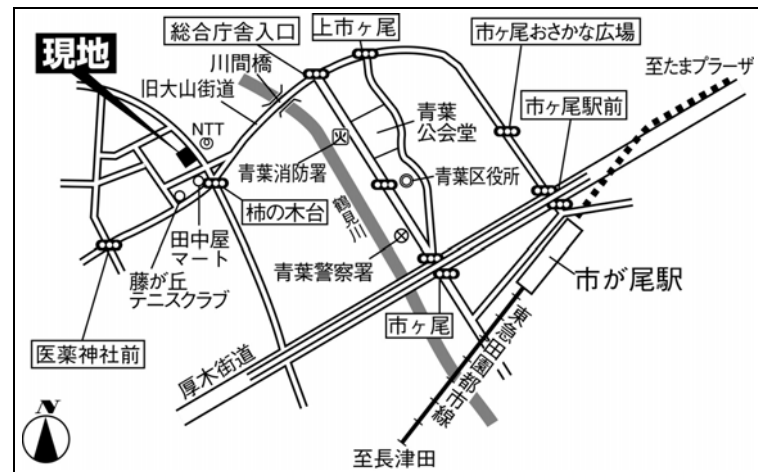 総合庁舎入口
上市ヶ尾
市ヶ尾おさかな広場
至たまプラーザ
現地
川間橋
旧大山街道
市ヶ尾駅前
NTT
青葉
公会堂
火
青葉消防署
青葉区役所
柿の木台
鶴見川
田中屋
マート
藤が丘
テニスクラブ
青葉警察署
市が尾駅
市ヶ尾
医薬神社前
厚木街道
東急田園都市線
N
至長津田